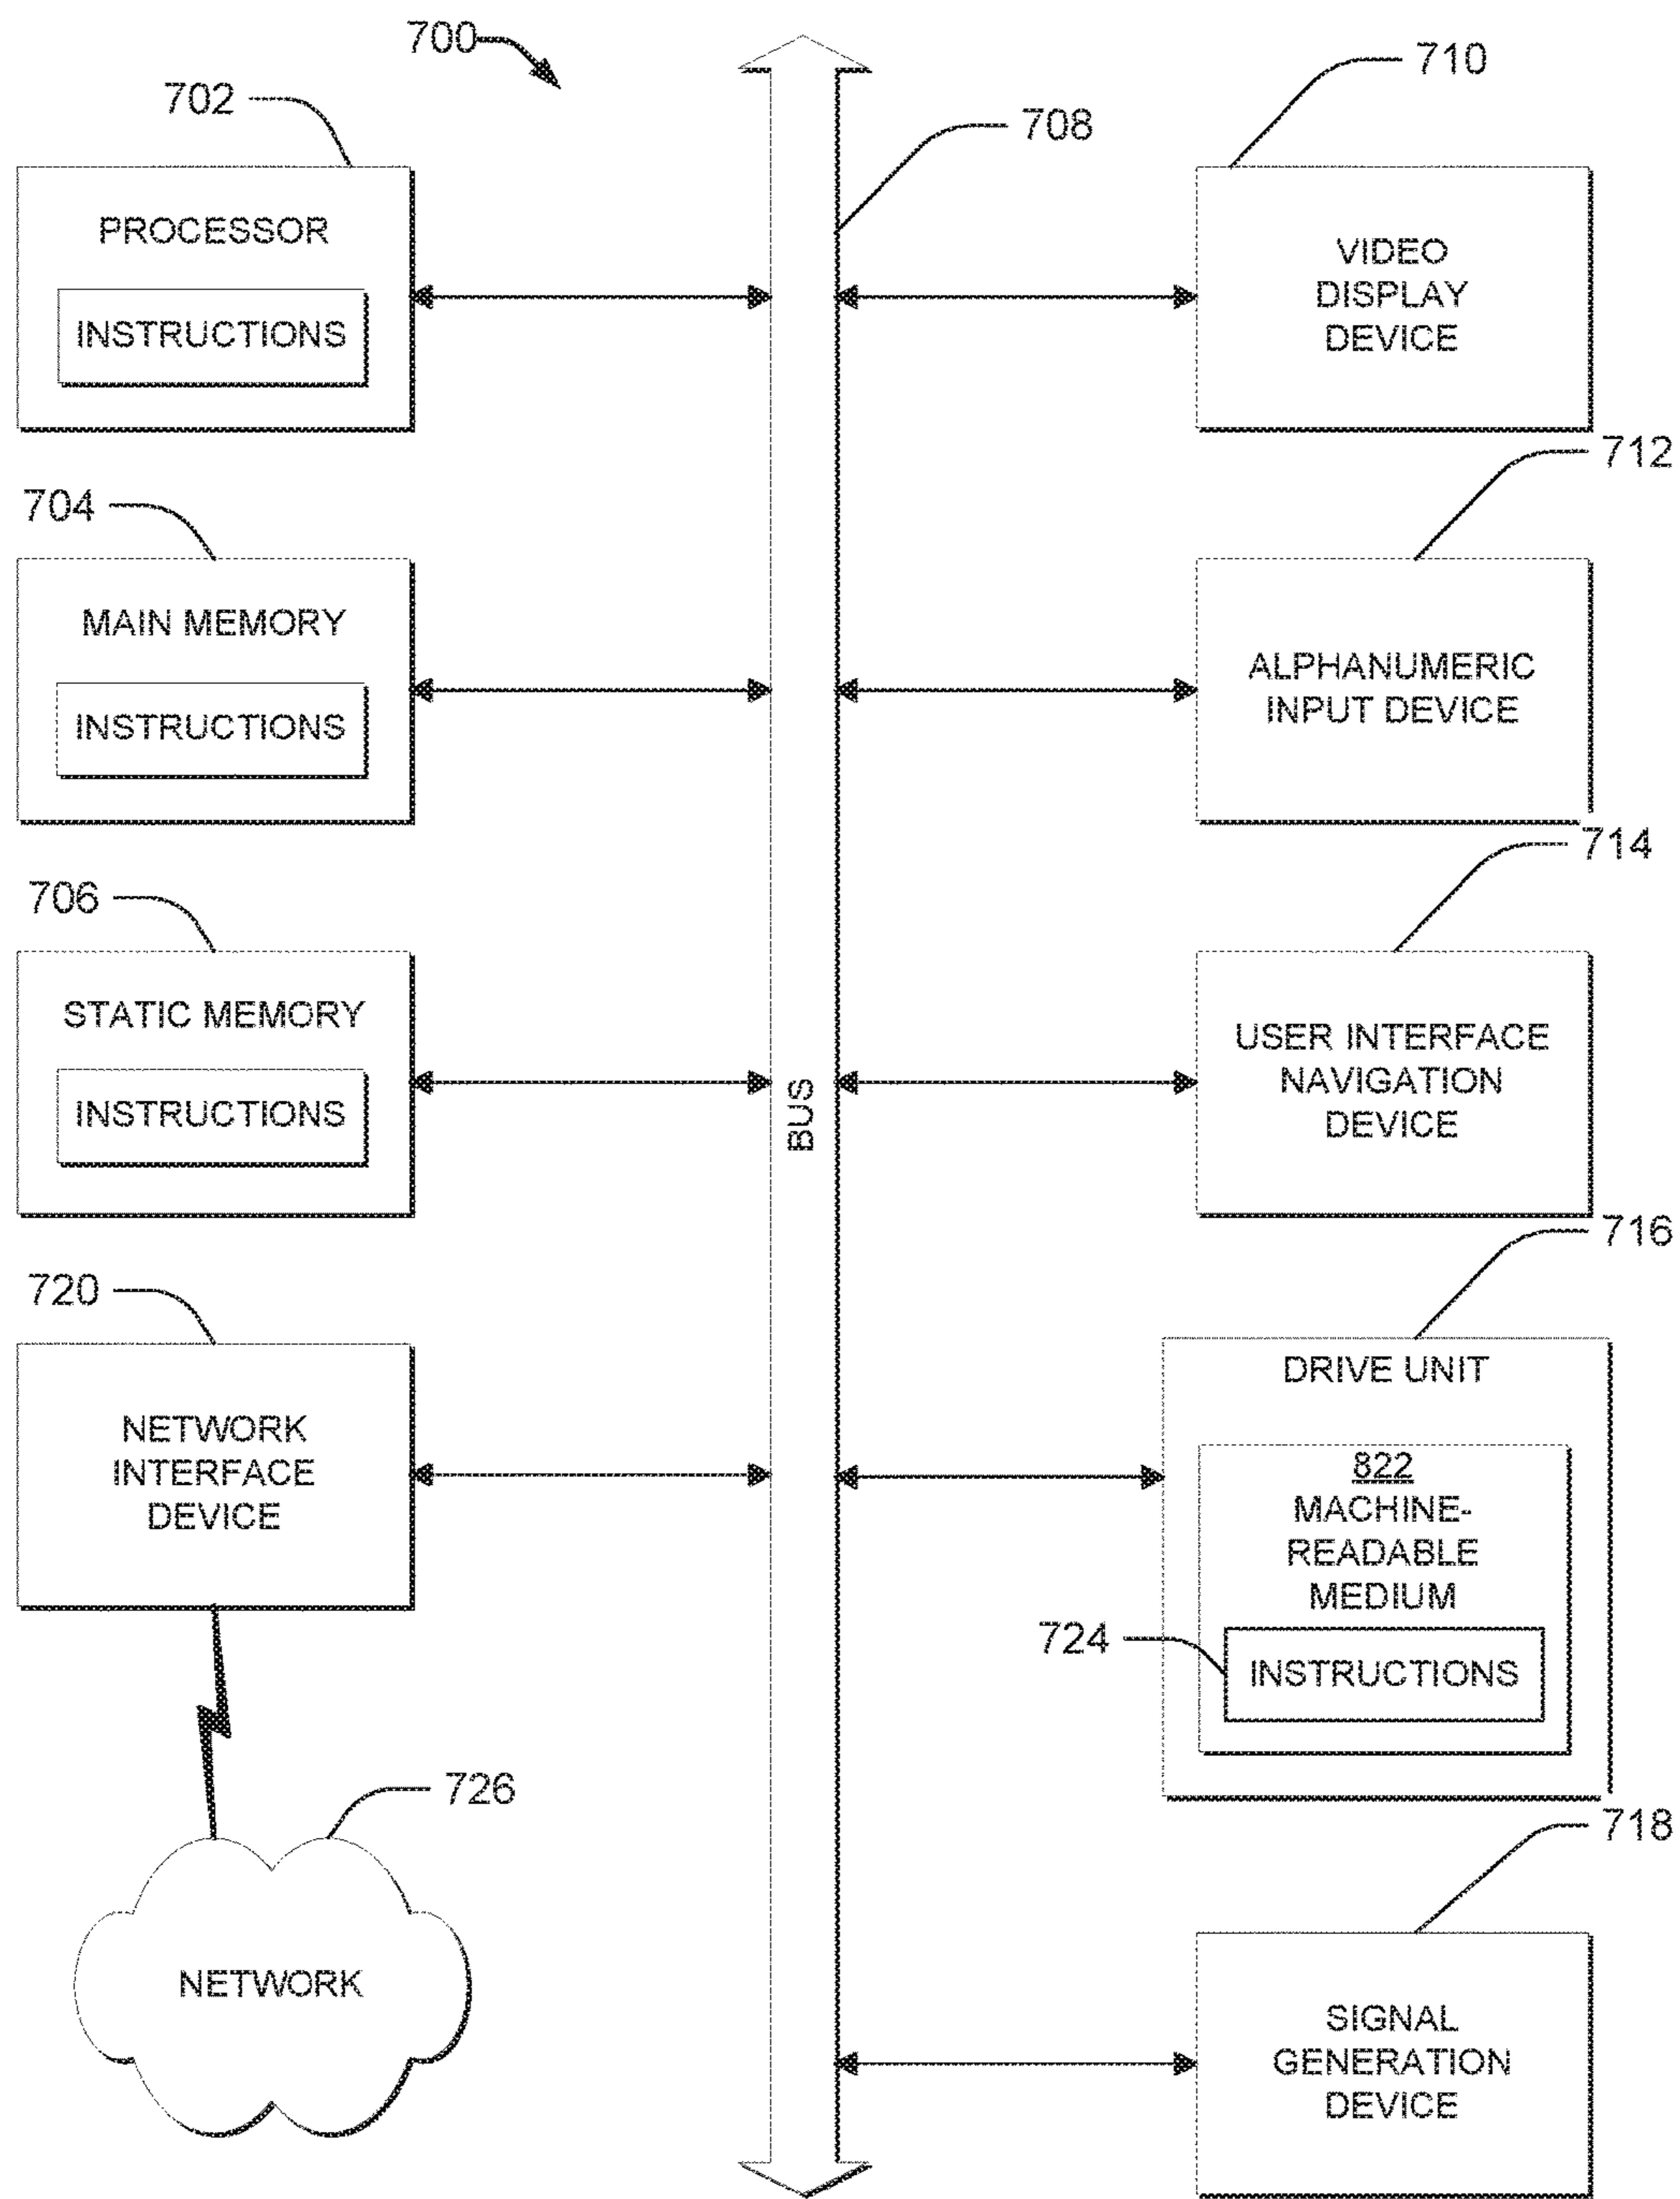 700
702
PROCESSOR
INSTRUCTIONS
704
MAIN MEMORY
INSTRUCTIONS
706
STATIC MEMORY
INSTRUCTIONS
720
NETWORK
INTERFACE
DEVICE
726
NETWORK
708
BUS
710
VIDEO
DISPLAY
DEVICE
712
ALPHANUMERIC
INPUT DEVICE
714
USER INTERFACE
NAVIGATION
DEVICE
716
DRIVE UNIT
822
MACHINE-
READABLE
MEDIUM
724
INSTRUCTIONS
718
SIGNAL
GENERATION
DEVICE